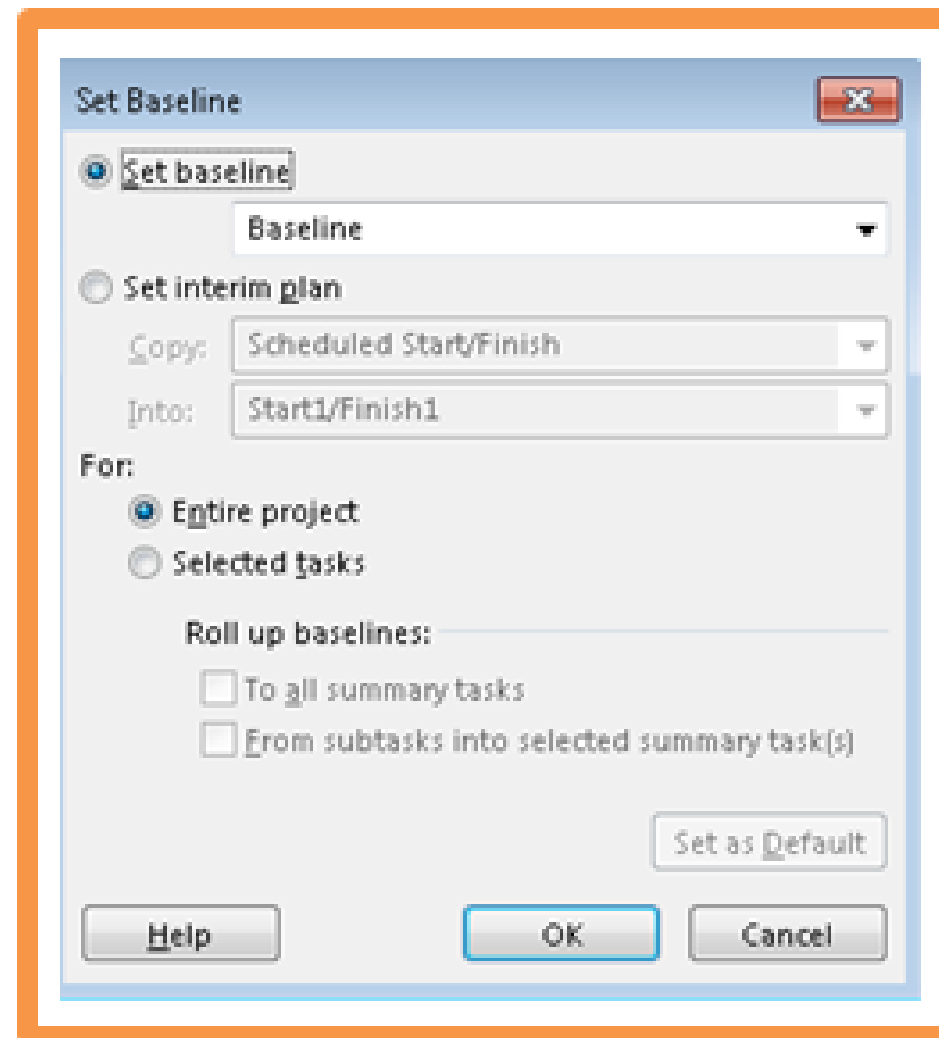 Set Baseline
Set baseline
Baseline
Set interim plan
Copy: Scheduled Start/Finish
Into: Start1/Finish1
For:
Entire project
Selected tasks
Roll up baselines:
To all summary tasks
From subtasks into selected summary task(s)
Set as Default
Help OK Cancel